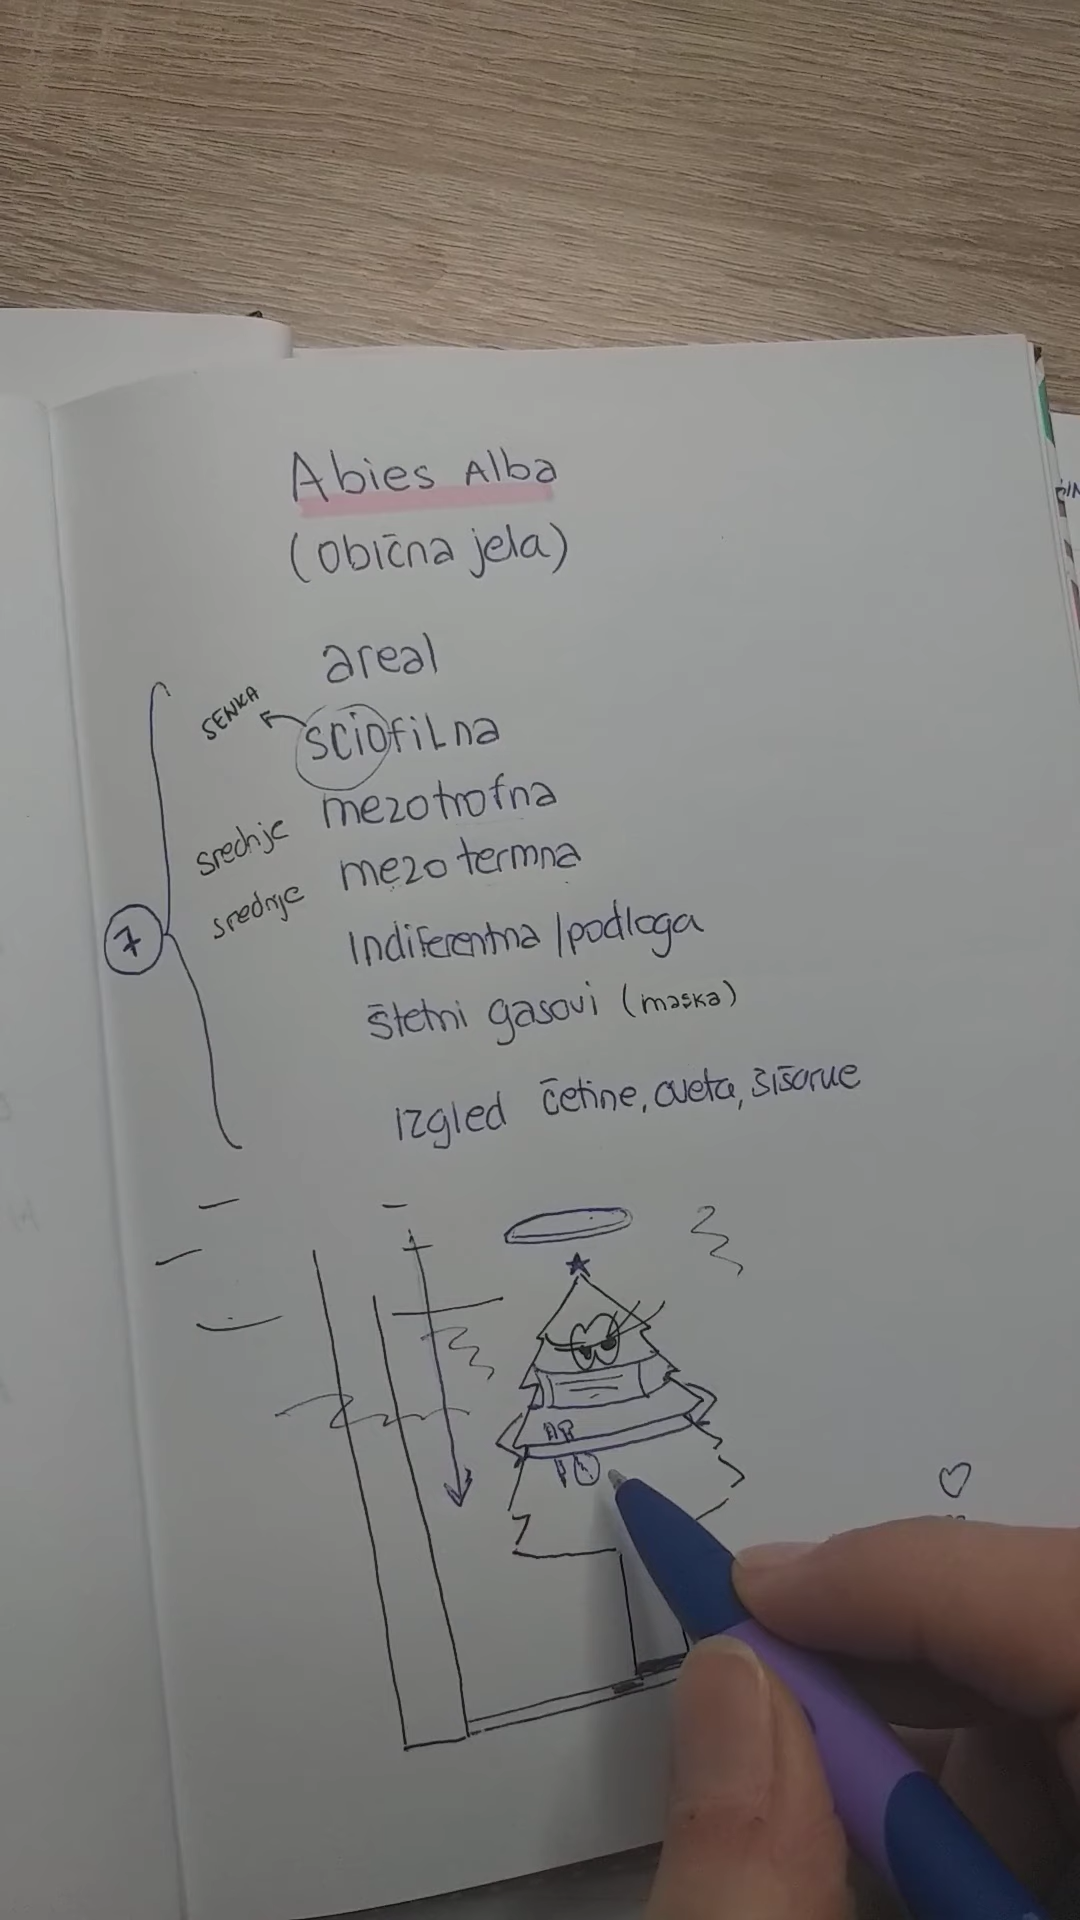 Abies Alba
(Obična jela)
areal
SENKA
sciofilna
srednje mezotrofna
srednje mezotermna
7
Indiferentna /podloga
štetni gasovi (maska)
Izgled četine, cveta, šišarke